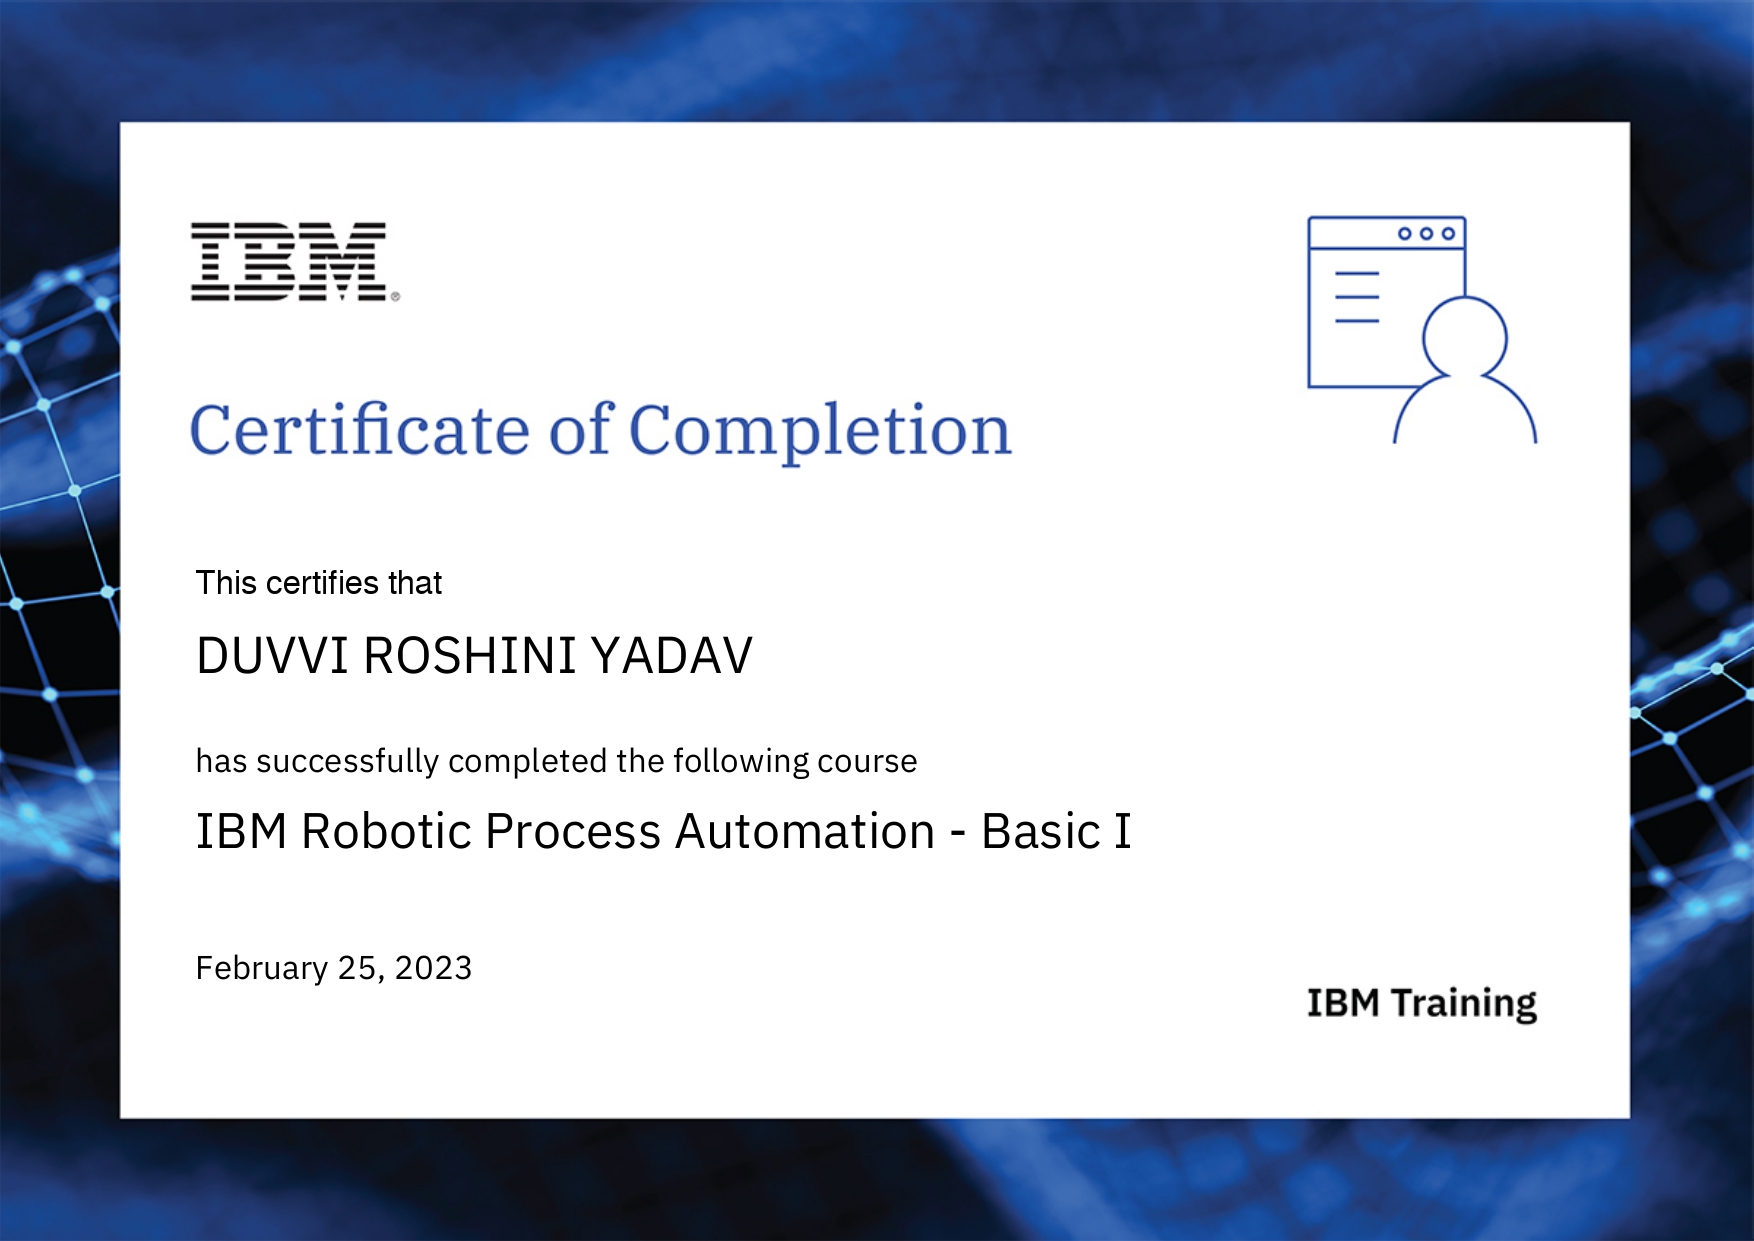 IBM®
Certificate of Completion
This certifies that
DUVVI ROSHINI YADAV
has successfully completed the following course
IBM Robotic Process Automation - Basic I
February 25, 2023
IBM Training